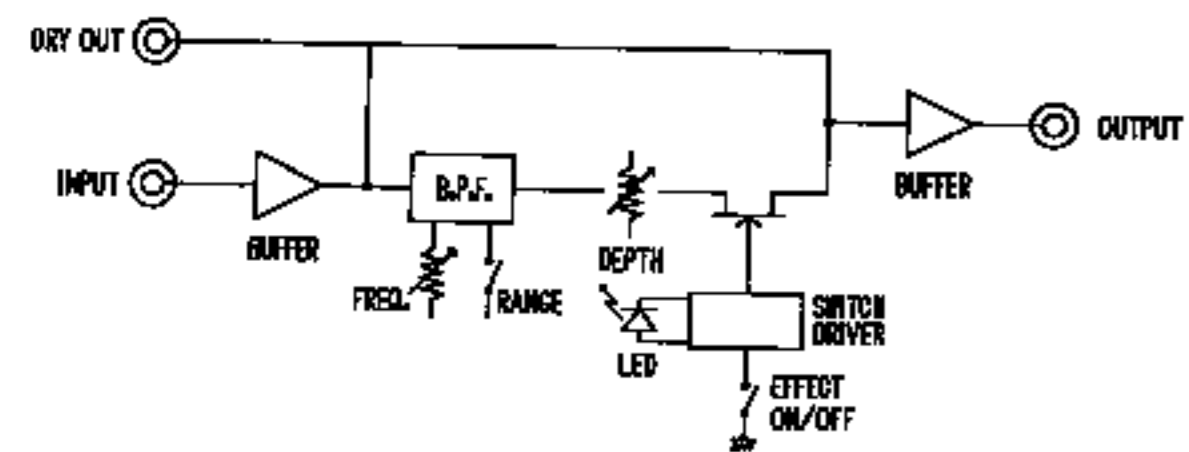 DRY OUT
INPUT
BUFFER
B.P.F.
FREQ.
RANGE
DEPTH
LED
SWITCH
DRIVER
EFFECT
ON/OFF
BUFFER
OUTPUT